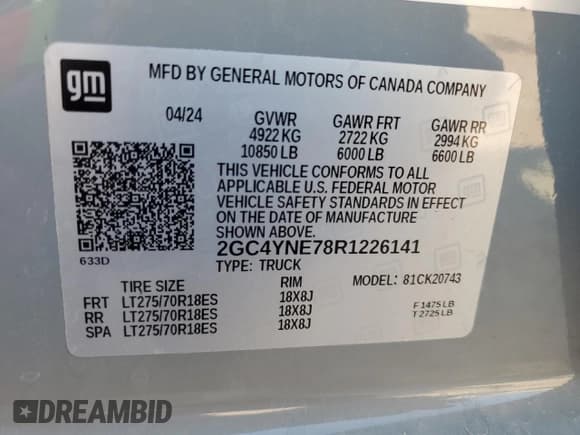 gm
MFD BY GENERAL MOTORS OF CANADA COMPANY
04/24 GVWR GAWR FRT GAWR RR
4922 KG 2722 KG 2994 KG
10850 LB 6000 LB 6600 LB
THIS VEHICLE CONFORMS TO ALL
APPLICABLE U.S. FEDERAL MOTOR
VEHICLE SAFETY STANDARDS IN EFFECT
ON THE DATE OF MANUFACTURE
SHOWN ABOVE.
633D
2GC4YNE78R1226141
TYPE: TRUCK MODEL: 81CK20743
TIRE SIZE RIM
FRT LT275/70R18ES 18X8J F 1475 LB
RR LT275/70R18ES 18X8J T 2725 LB
SPA LT275/70R18ES 18X8J
DREAMBID